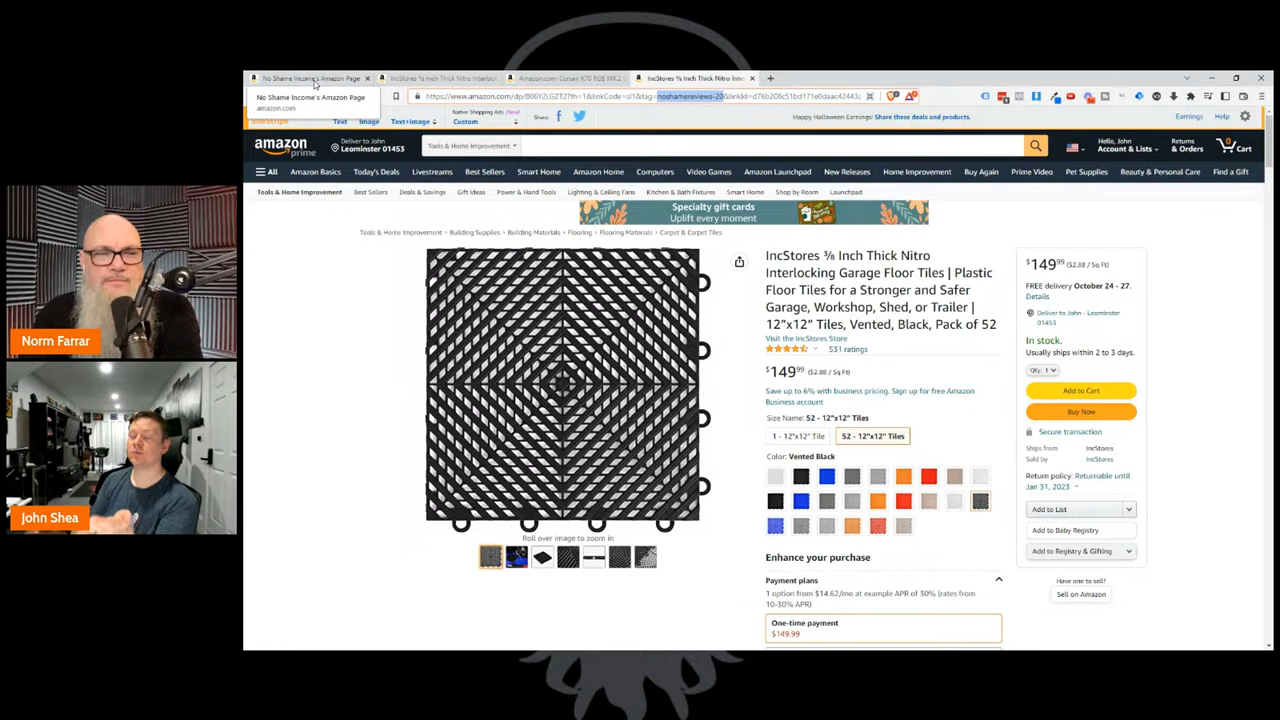 No Shame Income's Amazon Page
IncStores ⅝ Inch Thick Nitro Interlock
Amazon.com: Corsair K70 RGB MK.2
IncStores ⅝ Inch Thick Nitro Inte
No Shame Income's Amazon Page
amazon.com
https://www.amazon.com/dp/B06Y2LGZT2?th=1&linkCode=sl1&tag=noshamereviews-20&linkId=d76b208c51bd171e0daac42443
SiteStripe
Text
Image
Text+Image
Native Shopping Ads (New)
Custom
Share:
Happy Halloween Earnings! Share these deals on products.
Earnings
Help
amazon
prime
Deliver to John
Leominster 01453
Tools & Home Improvement
Hello, John
Account & Lists
Returns
& Orders
0
Cart
All
Amazon Basics
Today's Deals
Livestreams
Best Sellers
Smart Home
Amazon Home
Computers
Video Games
Amazon Launchpad
New Releases
Home Improvement
Buy Again
Prime Video
Pet Supplies
Beauty & Personal Care
Find a Gift
Tools & Home Improvement
Best Sellers
Deals & Savings
Gift Ideas
Power & Hand Tools
Lighting & Ceiling Fans
Kitchen & Bath Fixtures
Smart Home
Shop by Room
Launchpad
Specialty gift cards
Uplift every moment
Tools & Home Improvement › Building Supplies › Building Materials › Flooring › Flooring Materials › Carpet & Carpet Tiles
IncStores ⅝ Inch Thick Nitro
Interlocking Garage Floor Tiles | Plastic
Floor Tiles for a Stronger and Safer
Garage, Workshop, Shed, or Trailer |
12"x12" Tiles, Vented, Black, Pack of 52
Visit the IncStores Store
531 ratings
$149⁹⁹ ($2.88 / Sq Ft)
Save up to 6% with business pricing. Sign up for free Amazon
Business account
Size Name: 52 - 12"x12" Tiles
1 - 12"x12" Tile
52 - 12"x12" Tiles
Color: Vented Black
Roll over image to zoom in
Enhance your purchase
Payment plans
1 option from $14.62/mo at example APR of 30% (rates from
10-30% APR)
One-time payment
$149.99
$149⁹⁹ ($2.88 / Sq Ft)
FREE delivery October 24 - 27.
Details
Deliver to John - Leominster
01453
In stock.
Usually ships within 2 to 3 days.
Qty: 1
Add to Cart
Buy Now
Secure transaction
Ships from IncStores
Sold by IncStores
Return policy: Returnable until
Jan 31, 2023
Add to List
Add to Baby Registry
Add to Registry & Gifting
Have one to sell?
Sell on Amazon
Norm Farrar
John Shea